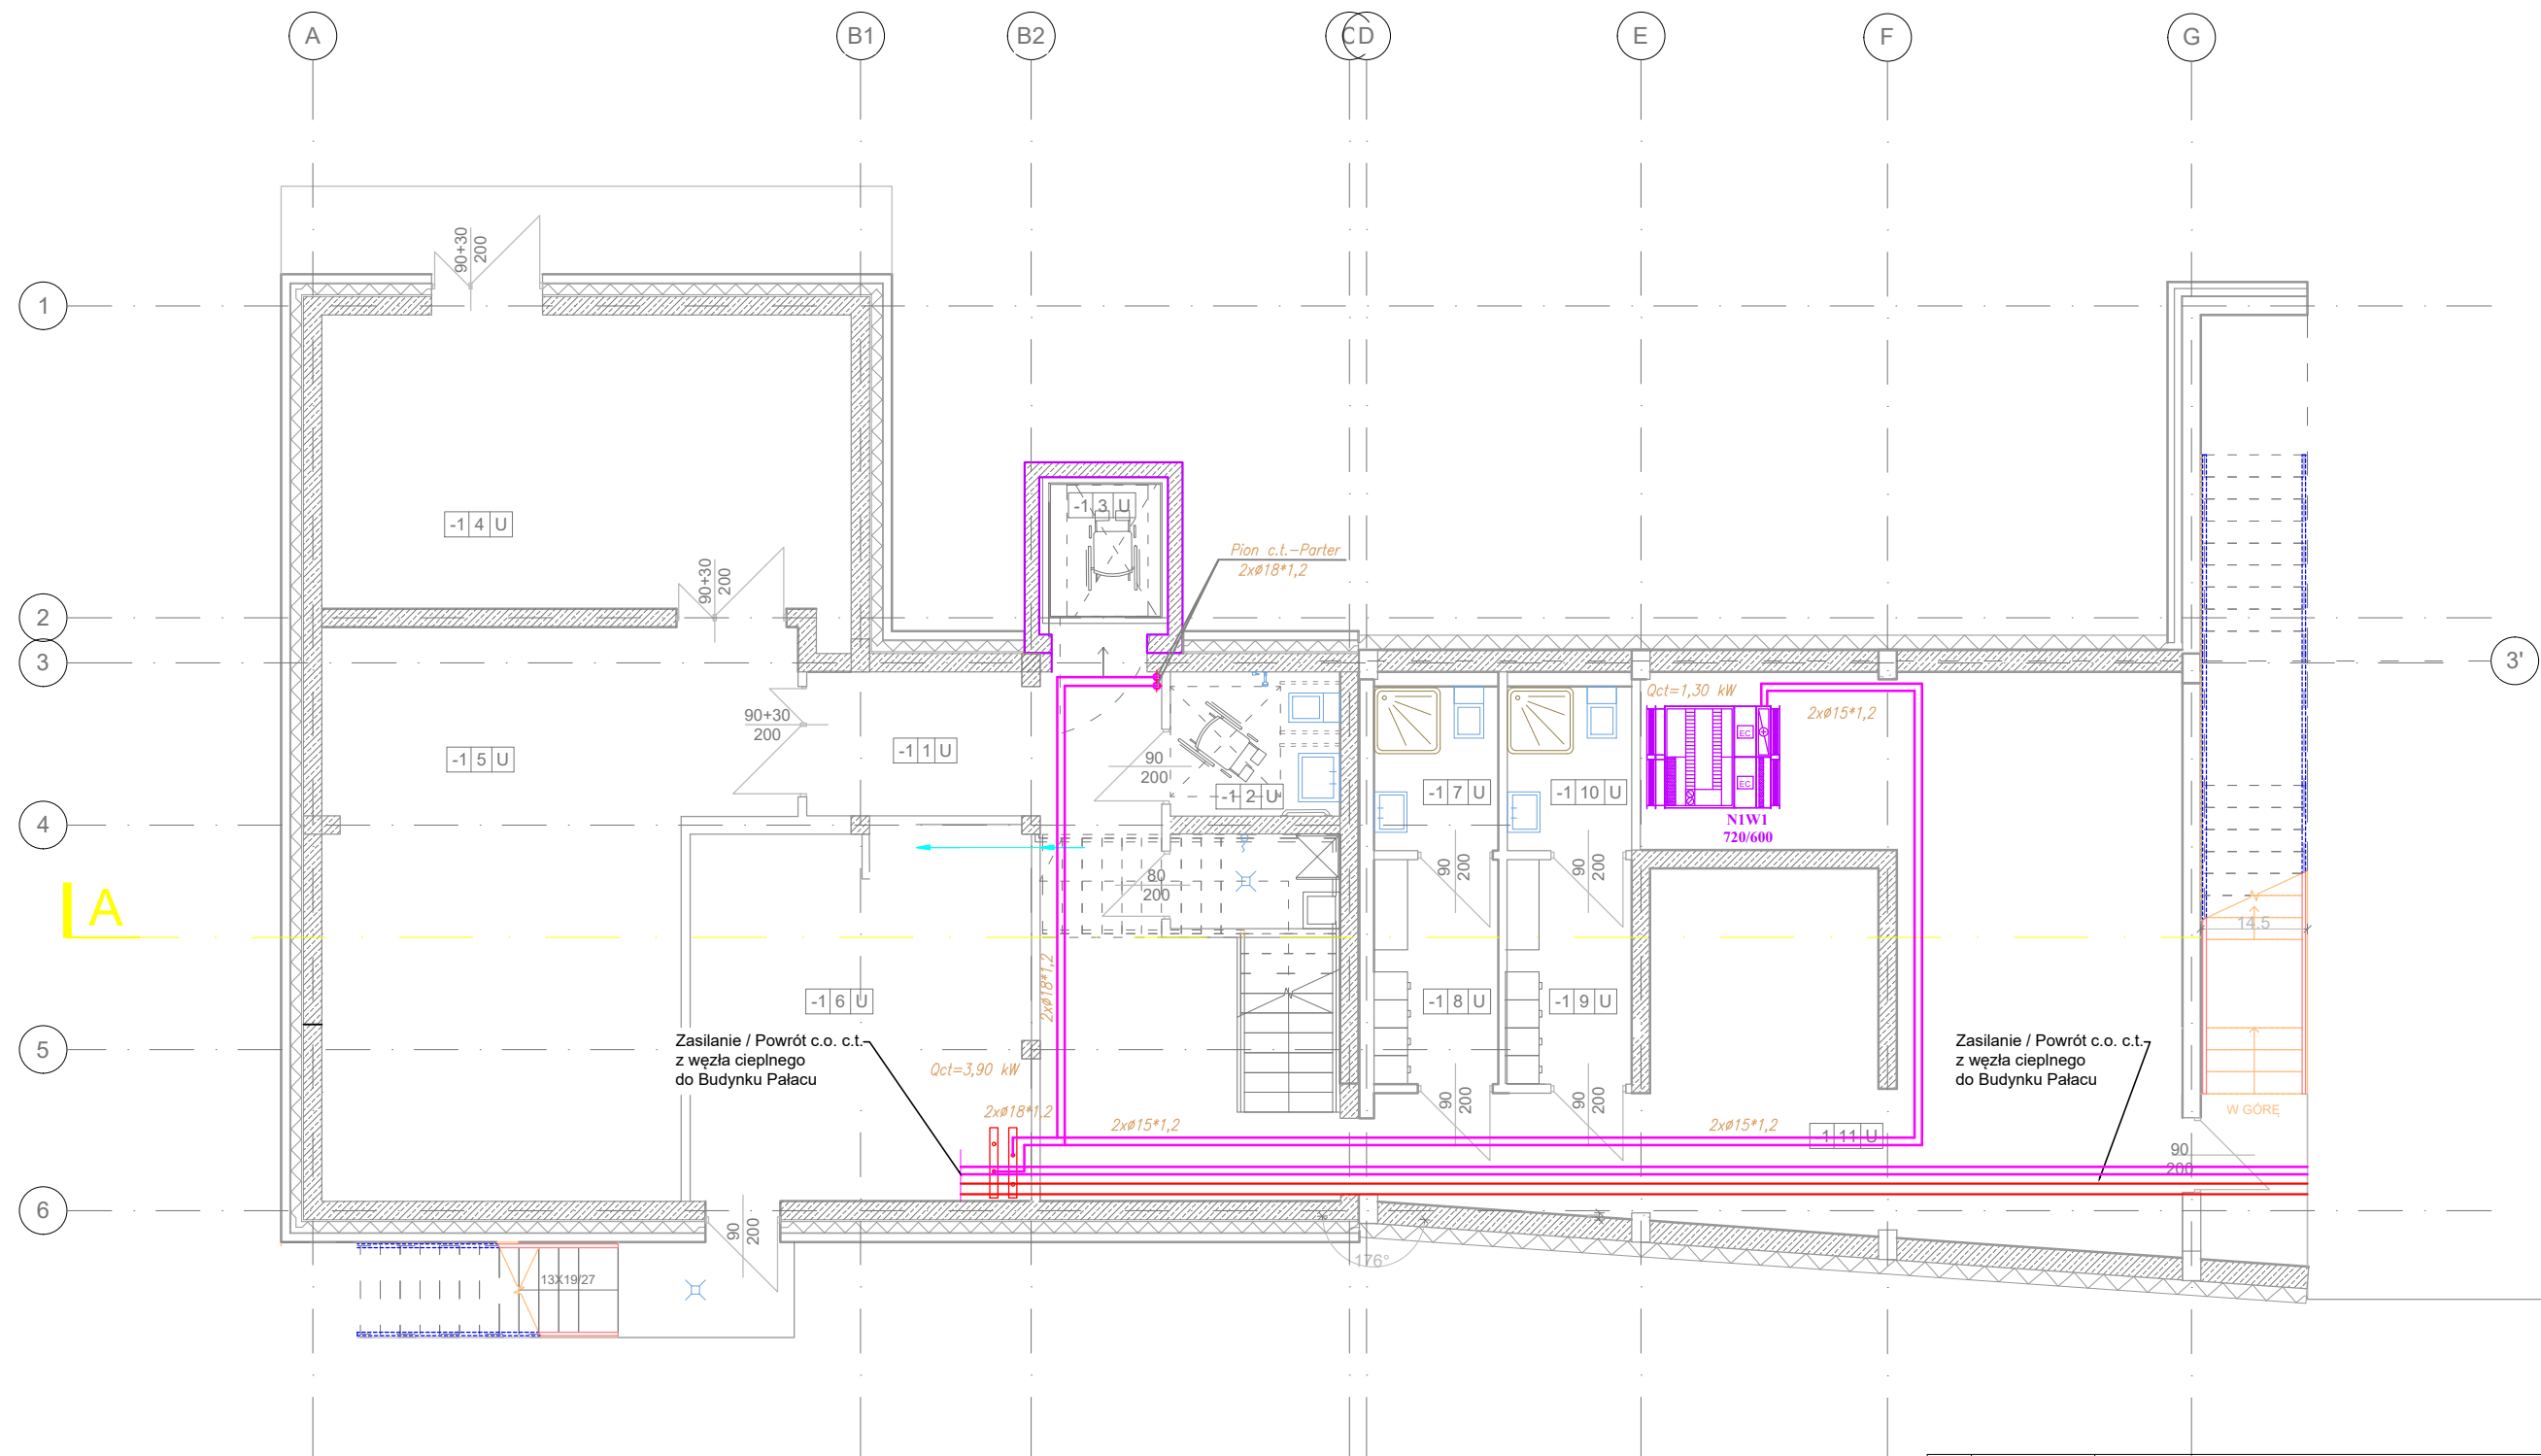 A
B1
B2
C
D
E
F
G
90+30
200
1
-1 4 U
-1 3 U
Pion c.t.-Parter
2xø18*1,2
90+30
200
2
3
3'
Qct=1,30 kW
2xø15*1,2
90+30
200
-1 5 U
-1 1 U
90
200
-1 2 U
-1 7 U
-1 10 U
EC
EC
N1W1
720/600
4
90
200
90
200
80
200
A
14.5
2xø18*1,2
-1 6 U
-1 8 U
-1 9 U
5
Zasilanie / Powrót c.o. c.t.
z węzła cieplnego
do Budynku Pałacu
Qct=3,90 kW
Zasilanie / Powrót c.o. c.t.
z węzła cieplnego
do Budynku Pałacu
90
200
90
200
W GÓRĘ
2xø18*1,2
2xø15*1,2
2xø15*1,2
-1 11 U
90
200
6
90
200
176°
13X19/27